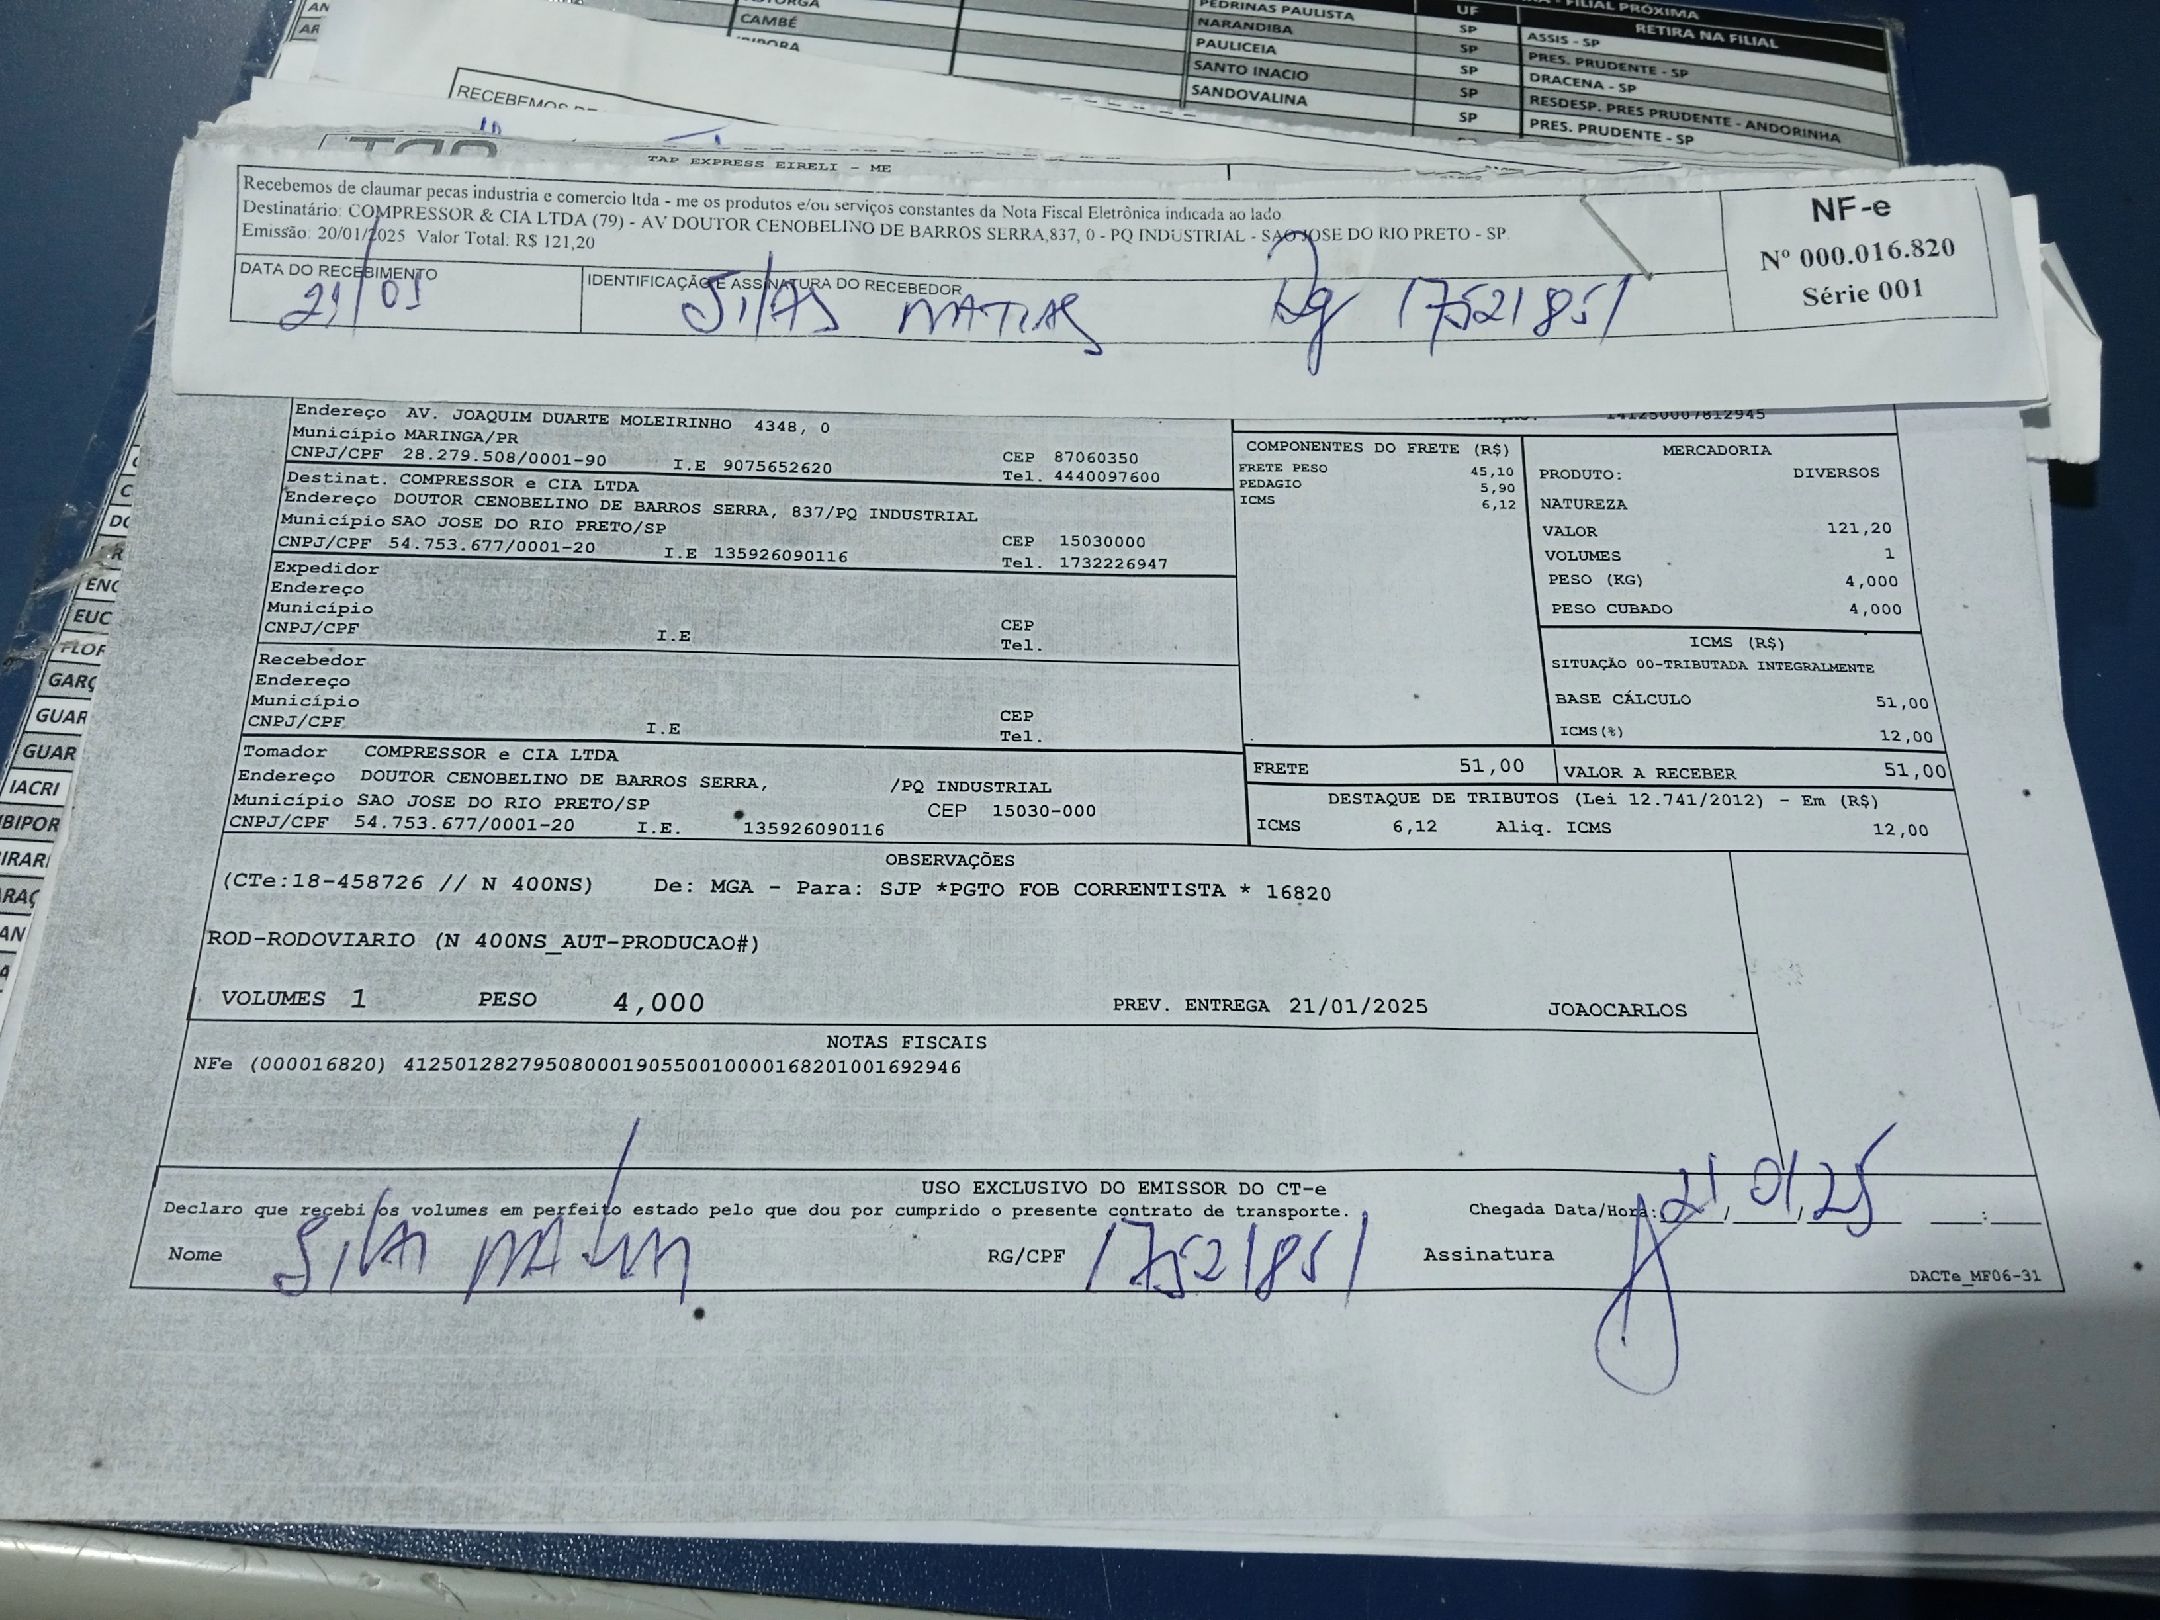 CAMBÉ
PEDRINAS PAULISTA
NARANDIBA
PAULICEIA
SANTO INACIO
SANDOVALINA
UF
SP
SP
SP
SP
SP
FILIAL PRÓXIMA
RETIRA NA FILIAL
ASSIS - SP
PRES. PRUDENTE - SP
DRACENA - SP
RESDESP. PRES PRUDENTE - ANDORINHA
PRES. PRUDENTE - SP
RECEBEMOS DE
TAP EXPRESS EIRELI - ME
Recebemos de claumar pecas industria e comercio ltda - me os produtos e/ou serviços constantes da Nota Fiscal Eletrônica indicada ao lado.
Destinatário: COMPRESSOR & CIA LTDA (79) - AV DOUTOR CENOBELINO DE BARROS SERRA,837, 0 - PQ INDUSTRIAL - SAO JOSE DO RIO PRETO - SP.
Emissão: 20/01/2025 Valor Total: R$ 121,20
DATA DO RECEBIMENTO
21/01
IDENTIFICAÇÃO E ASSINATURA DO RECEBEDOR
SilAS MATIAS Rg 17521851
NF-e
Nº 000.016.820
Série 001
Endereço AV. JOAQUIM DUARTE MOLEIRINHO 4348, 0
Município MARINGA/PR
CEP 87060350
CNPJ/CPF 28.279.508/0001-90 I.E 9075652620 Tel. 4440097600
Destinat. COMPRESSOR e CIA LTDA
Endereço DOUTOR CENOBELINO DE BARROS SERRA, 837/PQ INDUSTRIAL
Município SAO JOSE DO RIO PRETO/SP CEP 15030000
CNPJ/CPF 54.753.677/0001-20 I.E 135926090116 Tel. 1732226947
Expedidor
Endereço
Município CEP
CNPJ/CPF I.E Tel.
Recebedor
Endereço
Município CEP
CNPJ/CPF I.E Tel.
Tomador COMPRESSOR e CIA LTDA
Endereço DOUTOR CENOBELINO DE BARROS SERRA, /PQ INDUSTRIAL
Município SAO JOSE DO RIO PRETO/SP CEP 15030-000
CNPJ/CPF 54.753.677/0001-20 I.E. 135926090116
141250007812945
COMPONENTES DO FRETE (R$)
FRETE PESO 45,10
PEDAGIO 5,90
ICMS 6,12
MERCADORIA
PRODUTO: DIVERSOS
NATUREZA
VALOR 121,20
VOLUMES 1
PESO (KG) 4,000
PESO CUBADO 4,000
ICMS (R$)
SITUAÇÃO 00-TRIBUTADA INTEGRALMENTE
BASE CÁLCULO 51,00
ICMS(%) 12,00
FRETE 51,00 VALOR A RECEBER 51,00
DESTAQUE DE TRIBUTOS (Lei 12.741/2012) - Em (R$)
ICMS 6,12 Aliq. ICMS 12,00
OBSERVAÇÕES
(CTe:18-458726 // N 400NS) De: MGA - Para: SJP *PGTO FOB CORRENTISTA * 16820
ROD-RODOVIARIO (N 400NS_AUT-PRODUCAO#)
VOLUMES 1 PESO 4,000 PREV. ENTREGA 21/01/2025 JOAOCARLOS
NOTAS FISCAIS
NFe (000016820) 41250128279508000190550010000168201001692946
USO EXCLUSIVO DO EMISSOR DO CT-e
Declaro que recebi os volumes em perfeito estado pelo que dou por cumprido o presente contrato de transporte.
Chegada Data/Hora: 21 01 25
Nome SilAS MATIAS RG/CPF 17521851 Assinatura
DACTe_MF06-31
EUC
GUAR
GUAR
IACRI